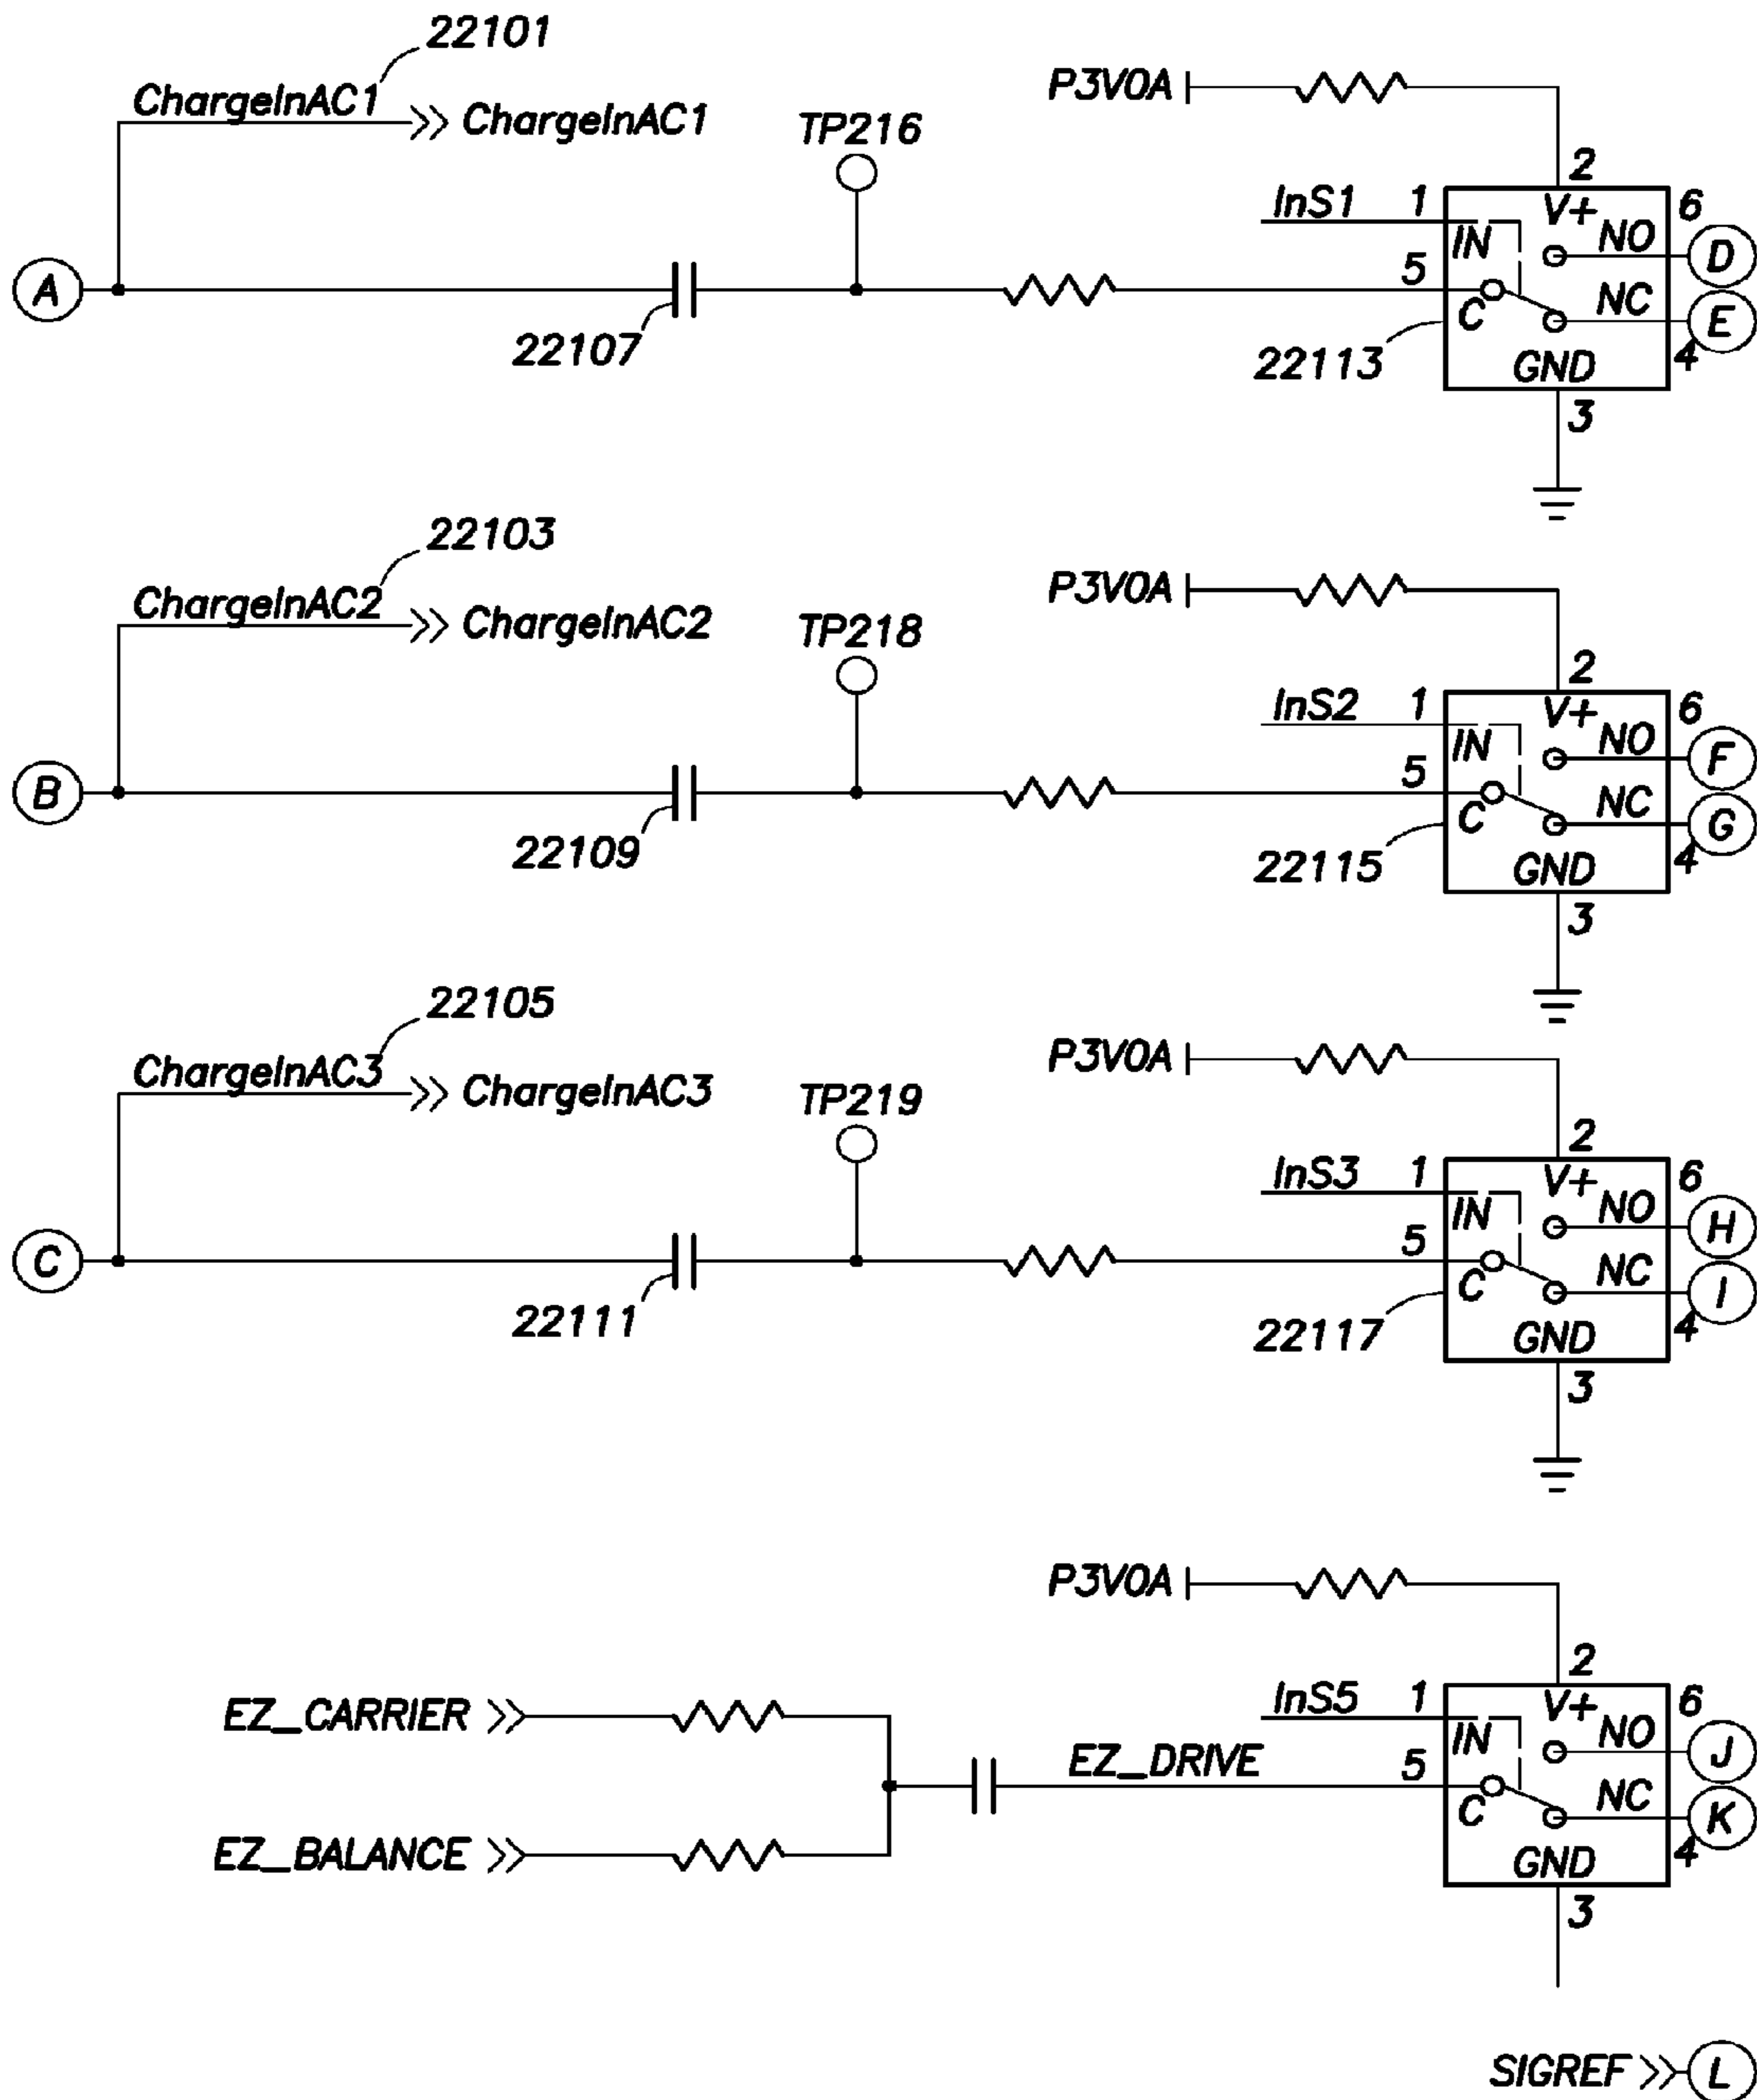 22101
P3V0A
ChargeInAC1
ChargeInAC1
TP216
2
InS1
1
V+
6
IN
NO
D
A
5
C
NC
E
22107
22113
GND
4
3
22103
P3V0A
ChargeInAC2
ChargeInAC2
TP218
2
InS2
1
V+
6
IN
NO
F
B
5
C
NC
G
22109
22115
GND
4
3
22105
P3V0A
ChargeInAC3
ChargeInAC3
TP219
2
InS3
1
V+
6
IN
NO
H
C
5
C
NC
I
22111
22117
GND
4
3
P3V0A
2
EZ_CARRIER
InS5
1
V+
6
IN
NO
J
EZ_DRIVE
5
C
NC
K
EZ_BALANCE
GND
4
3
SIGREF
L